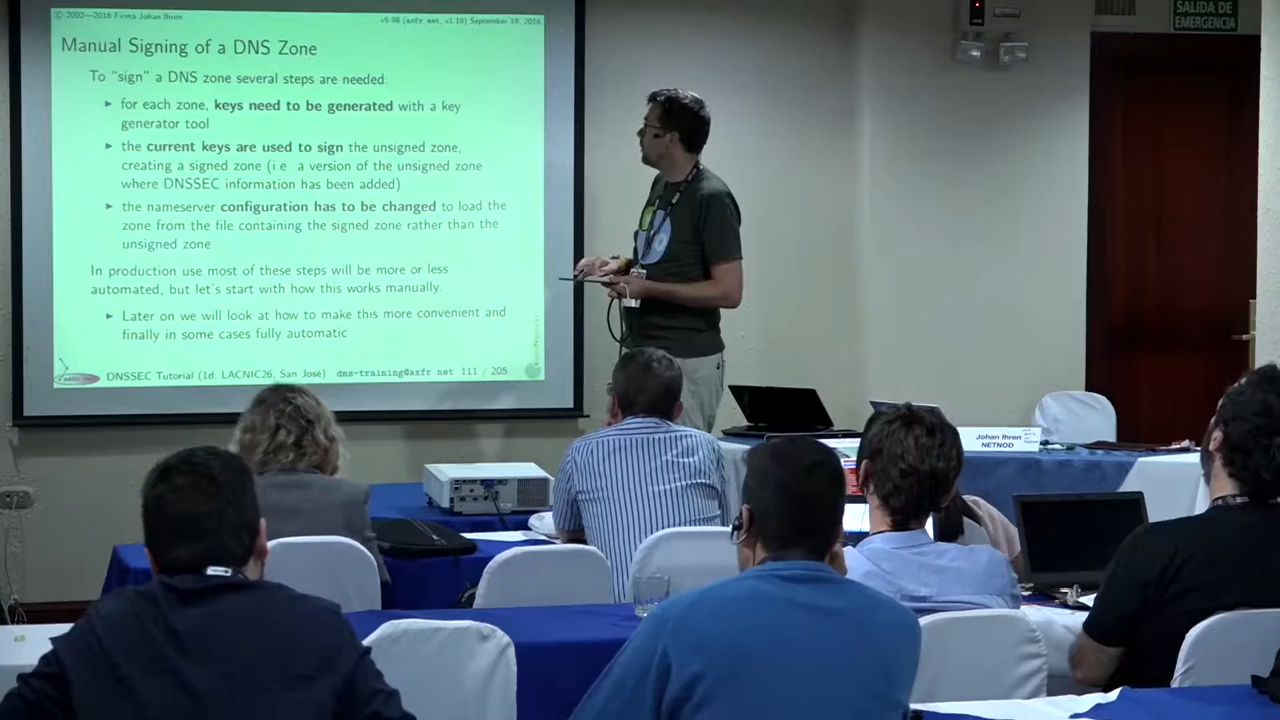 © 2002—2016 Firma Johan Ihren
v5.98 (axfr.net, v1.16) September 19, 2016
Manual Signing of a DNS Zone
To "sign" a DNS zone several steps are needed:
for each zone, keys need to be generated with a key
generator tool
the current keys are used to sign the unsigned zone,
creating a signed zone (i.e. a version of the unsigned zone
where DNSSEC information has been added)
the nameserver configuration has to be changed to load the
zone from the file containing the signed zone rather than the
unsigned zone
In production use most of these steps will be more or less
automated, but let's start with how this works manually.
Later on we will look at how to make this more convenient and
finally in some cases fully automatic
DNSSEC Tutorial (1d, LACNIC26, San José) dns-training@axfr.net 111 / 205
SALIDA DE
EMERGENCIA
Johan Ihren
NETNOD